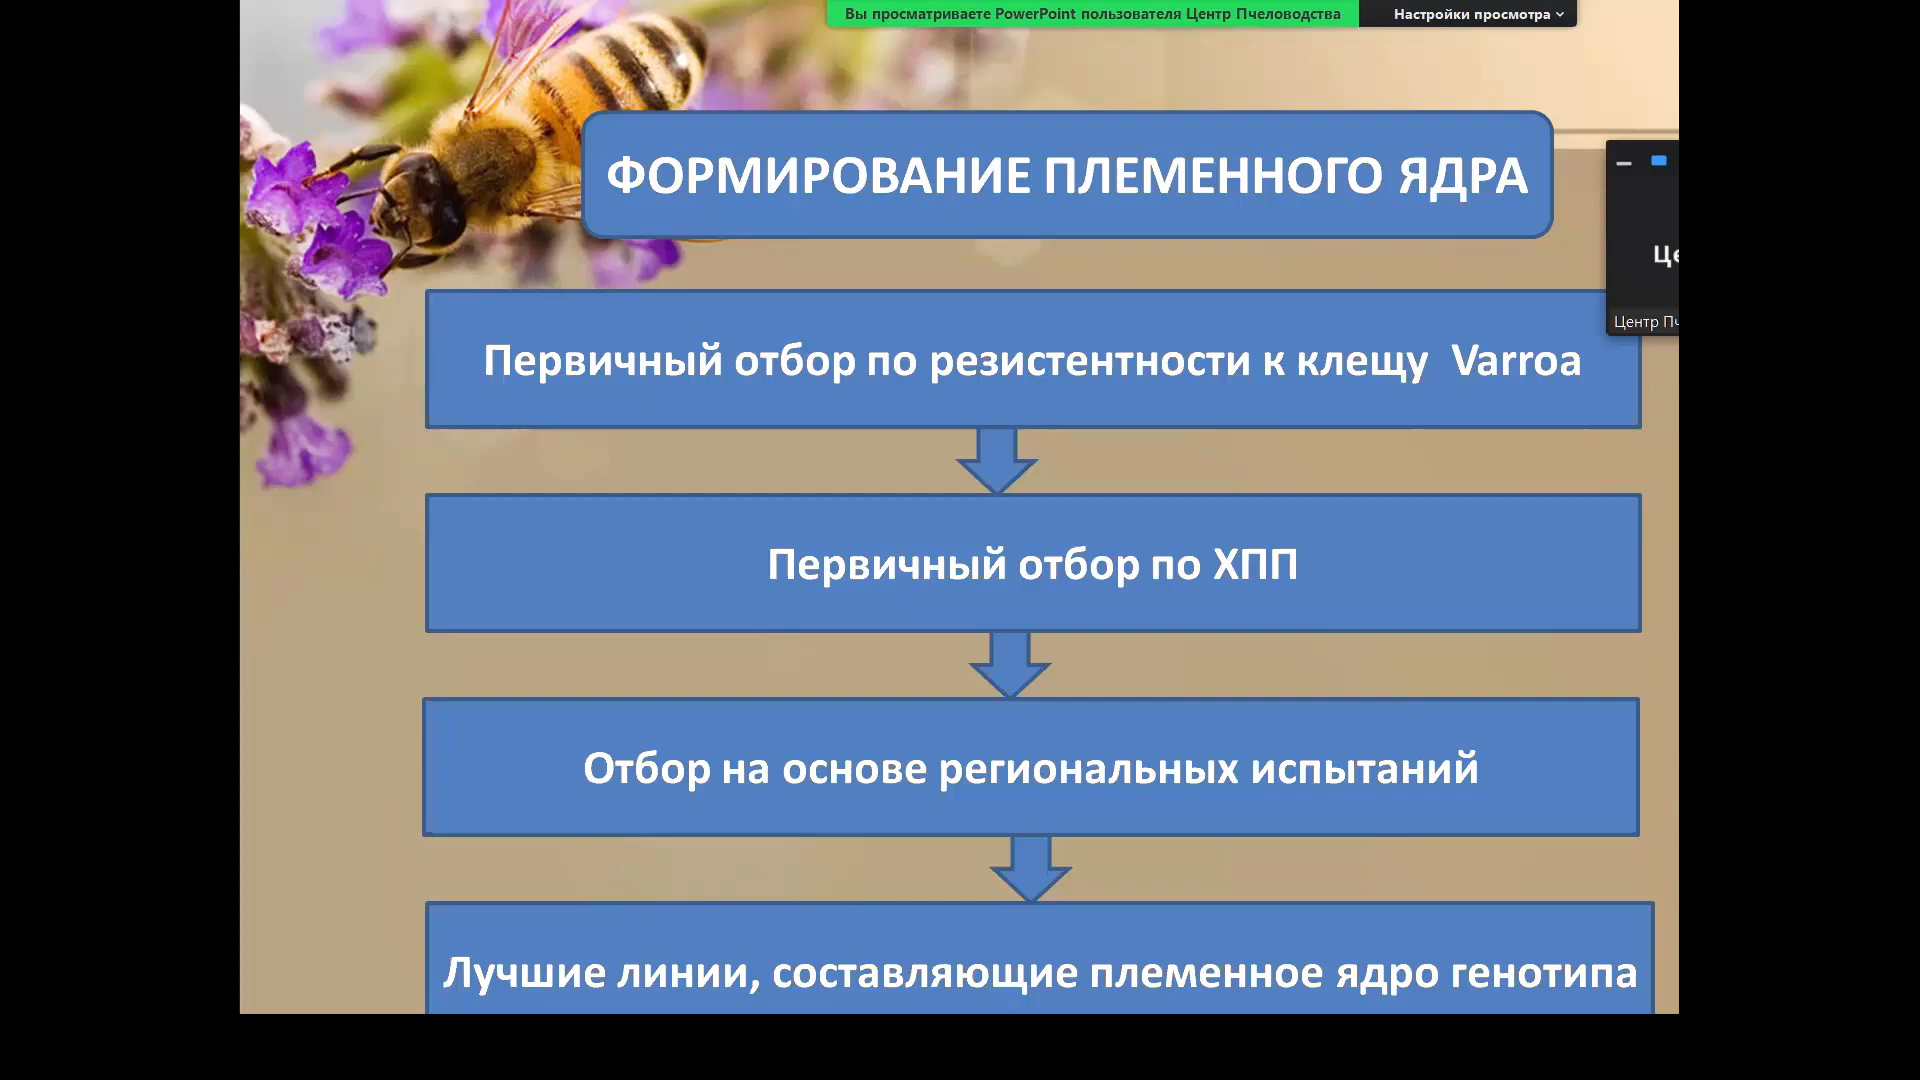 Вы просматриваете PowerPoint пользователя Центр Пчеловодства
Настройки просмотра
ФОРМИРОВАНИЕ ПЛЕМЕННОГО ЯДРА
Первичный отбор по резистентности к клещу Varroa
Первичный отбор по ХПП
Отбор на основе региональных испытаний
Лучшие линии, составляющие племенное ядро генотипа
Центр